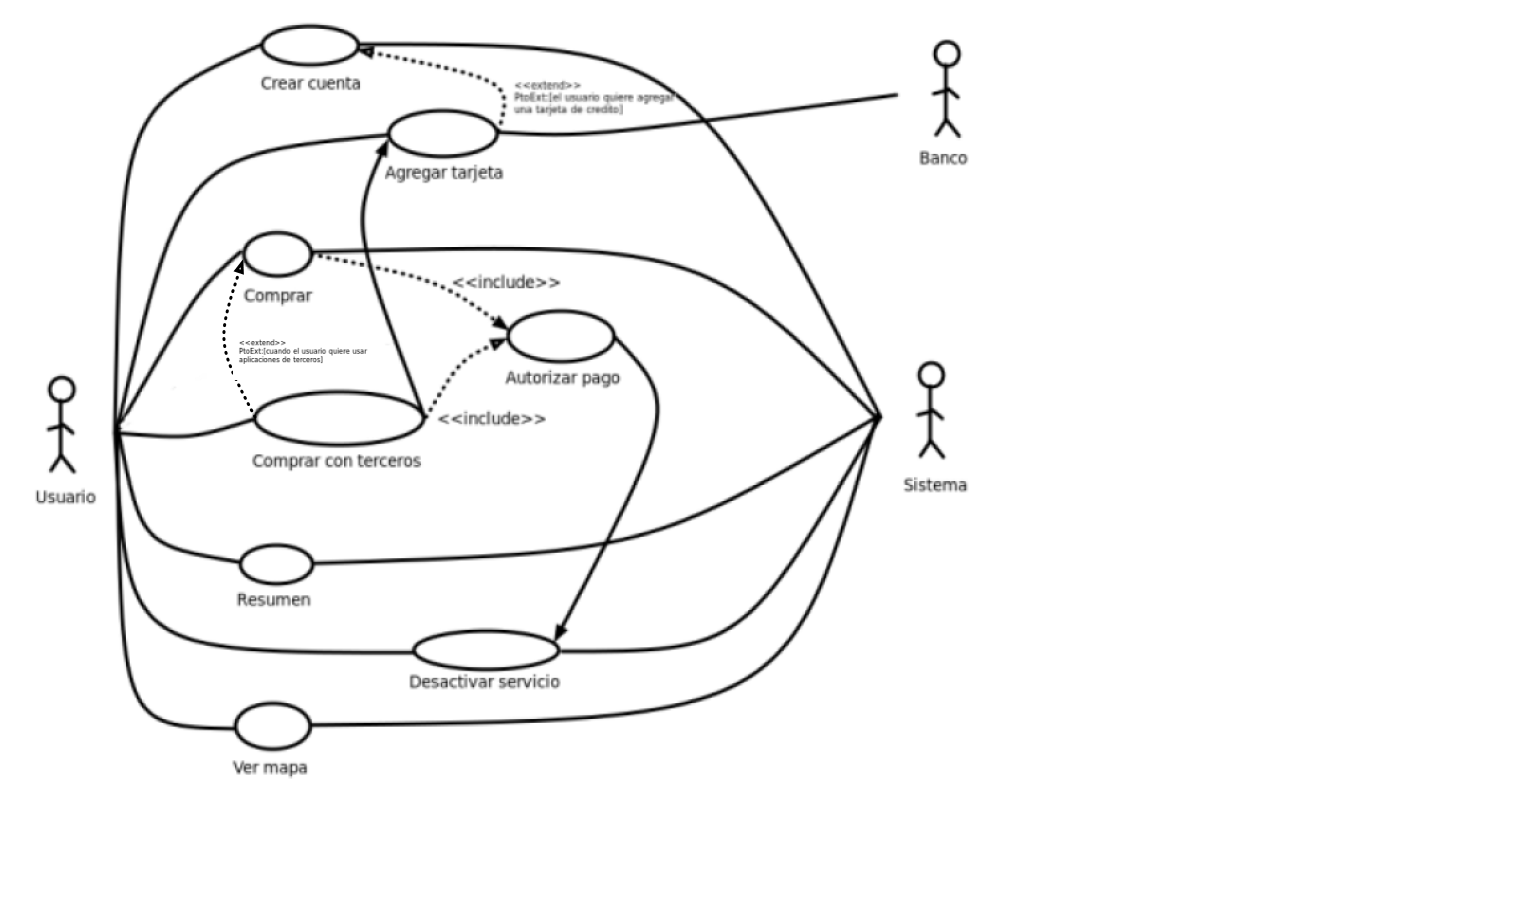 Crear cuenta
<<extend>>
PtoExt:[el usuario quiere agregar
una tarjeta de credito]
Banco
Agregar tarjeta
<<include>>
Comprar
<<extend>>
PtoExt:[cuando el usuario quiere usar
aplicaciones de terceros]
Autorizar pago
<<include>>
Comprar con terceros
Usuario
Sistema
Resumen
Desactivar servicio
Ver mapa